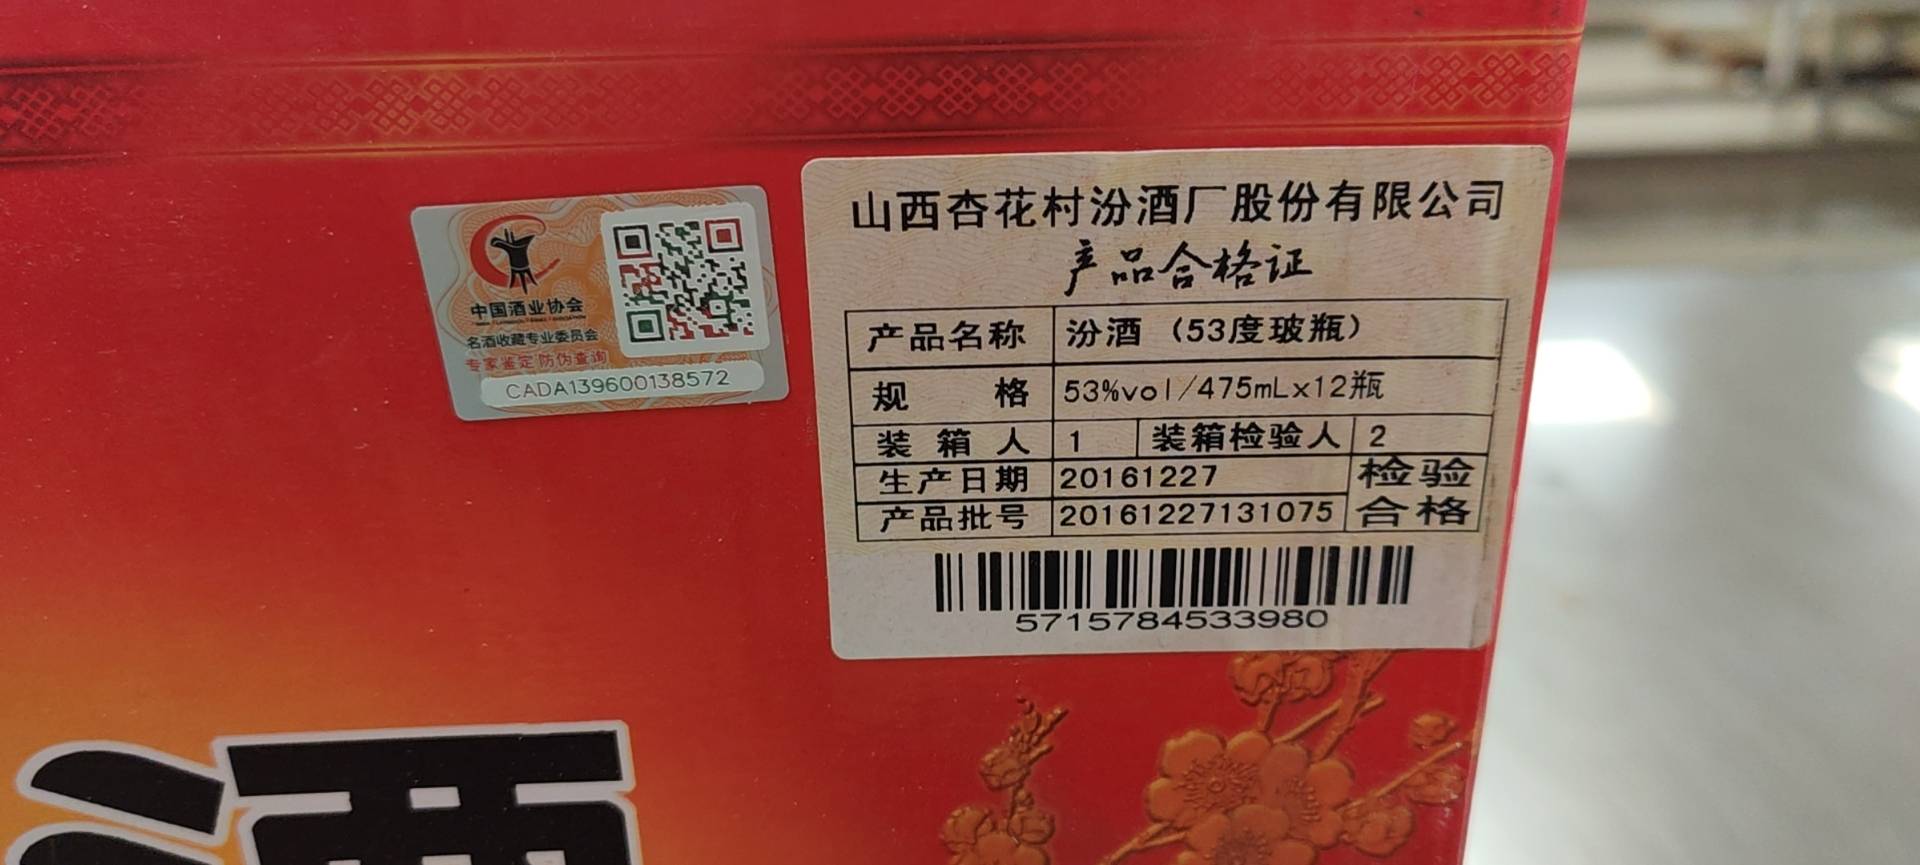 中国酒业协会
名酒收藏专业委员会
专家鉴定 防伪查询
CADA139600138572
山西杏花村汾酒厂股份有限公司
产品合格证
产品名称 汾酒（53度玻瓶）
规 格 53%vol/475mLx12瓶
装箱人 1 装箱检验人 2
生产日期 20161227 检验
产品批号 20161227131075 合格
5715784533980
酒